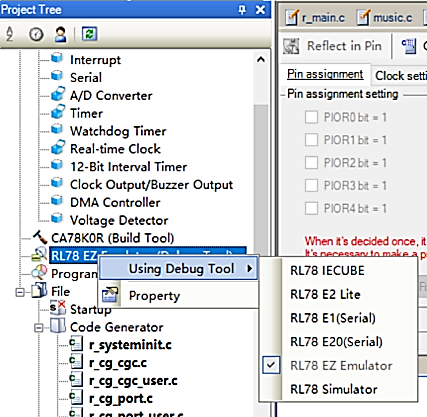 Project Tree
Interrupt
Serial
A/D Converter
Timer
Watchdog Timer
Real-time Clock
12-Bit Interval Timer
Clock Output/Buzzer Output
DMA Controller
Voltage Detector
CA78K0R (Build Tool)
RL78 EZ
Program
File
Startup
Code Generator
r_systeminit.c
r_cg_cgc.c
r_cg_cgc_user.c
r_cg_port.c
r_cg_port_user.c
Using Debug Tool
Property
RL78 IECUBE
RL78 E2 Lite
RL78 E1(Serial)
RL78 E20(Serial)
RL78 EZ Emulator
RL78 Simulator
r_main.c
music.c
Reflect in Pin
Pin assignment
Clock setti
Pin assignment setting
PIOR0 bit = 1
PIOR1 bit = 1
PIOR2 bit = 1
PIOR3 bit = 1
PIOR4 bit = 1
When it's decided once, it
It's necessary to make a p